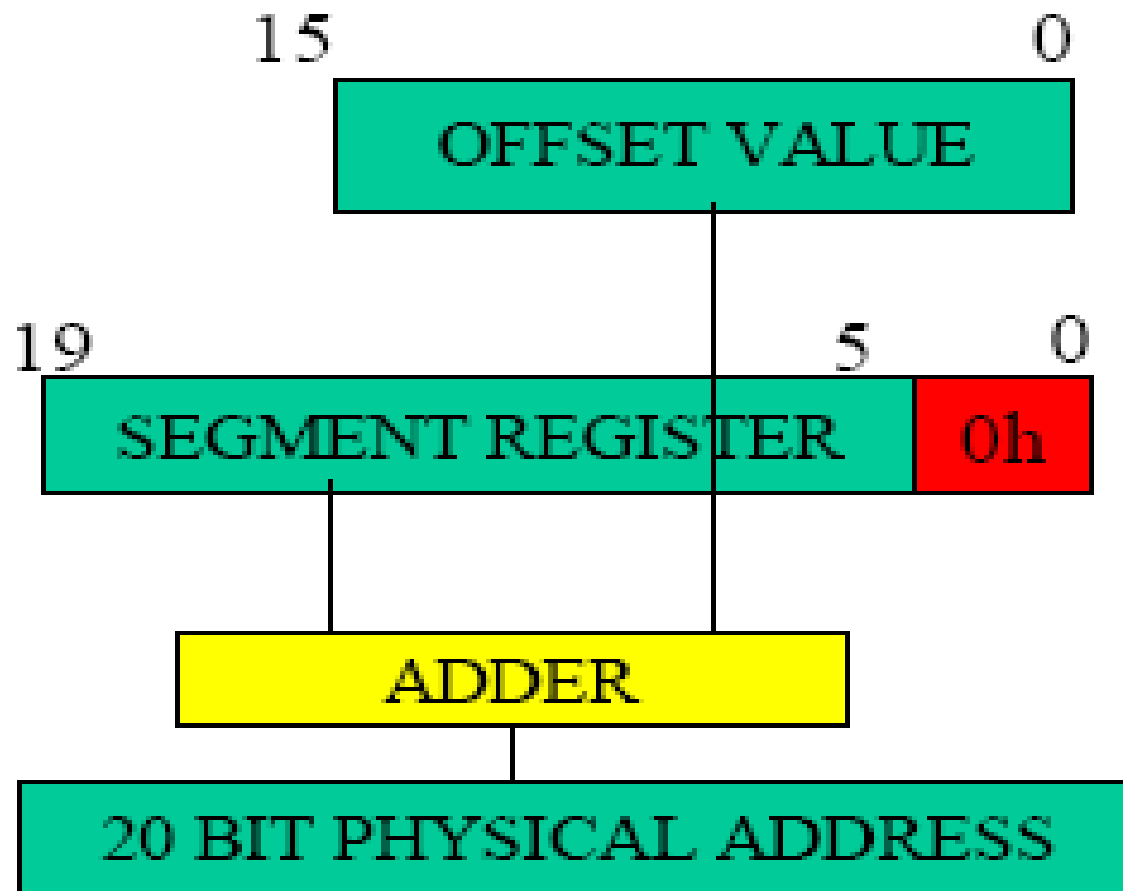 15 0
OFFSET VALUE
19 5 0
SEGMENT REGISTER 0h
ADDER
20 BIT PHYSICAL ADDRESS